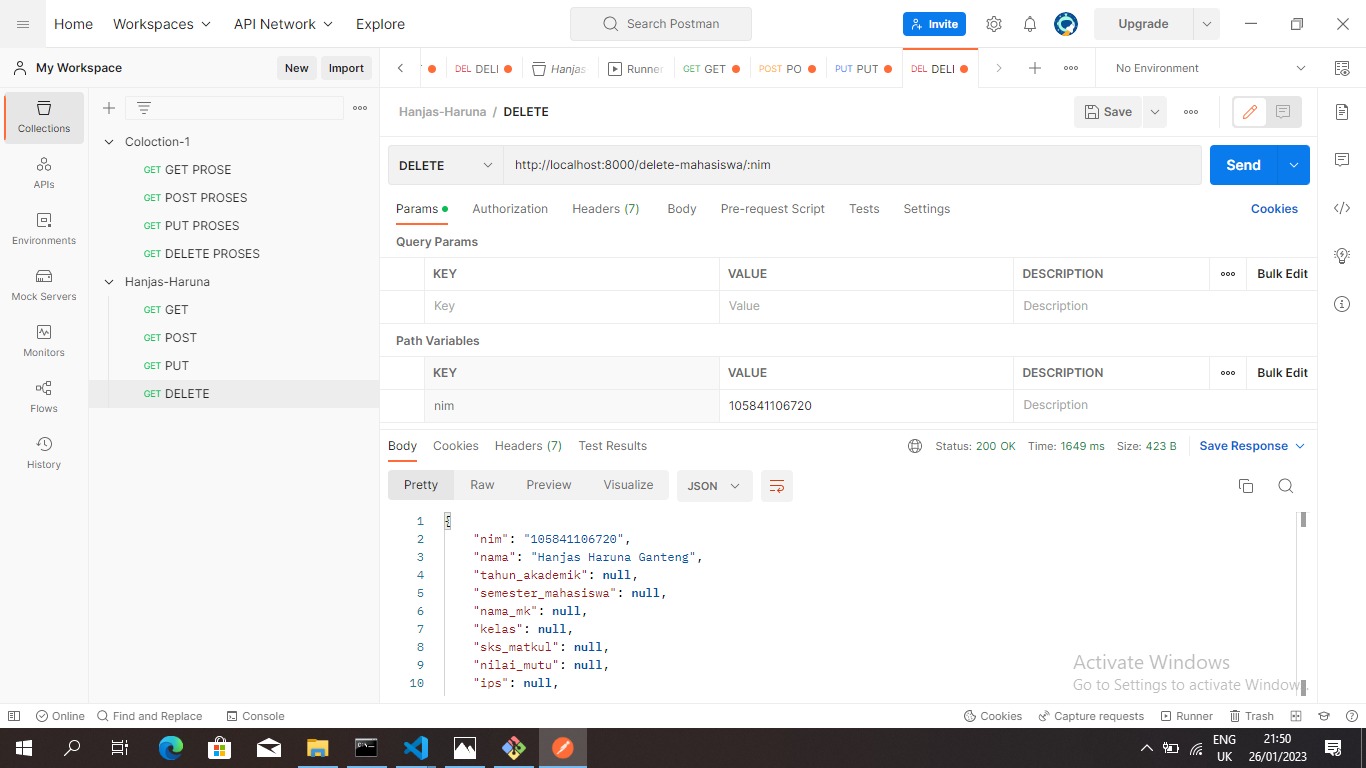 Home Workspaces API Network Explore Search Postman Invite Upgrade
My Workspace New Import DEL DELI Hanjas Runner GET GET POST PO PUT PUT DEL DELI No Environment
Hanjas-Haruna / DELETE Save
Collections
APIs
Environments
Mock Servers
Monitors
Flows
History
Coloction-1
GET GET PROSE
GET POST PROSES
GET PUT PROSES
GET DELETE PROSES
Hanjas-Haruna
GET GET
GET POST
GET PUT
GET DELETE
DELETE http://localhost:8000/delete-mahasiswa/:nim Send
Params Authorization Headers (7) Body Pre-request Script Tests Settings Cookies
Query Params
KEY VALUE DESCRIPTION Bulk Edit
Key Value Description
Path Variables
KEY VALUE DESCRIPTION Bulk Edit
nim 105841106720 Description
Body Cookies Headers (7) Test Results Status: 200 OK Time: 1649 ms Size: 423 B Save Response
Pretty Raw Preview Visualize JSON
1 {
2 "nim": "105841106720",
3 "nama": "Hanjas Haruna Ganteng",
4 "tahun_akademik": null,
5 "semester_mahasiswa": null,
6 "nama_mk": null,
7 "kelas": null,
8 "sks_matkul": null,
9 "nilai_mutu": null,
10 "ips": null,
Activate Windows
Go to Settings to activate Windows.
Online Find and Replace Console Cookies Capture requests Runner Trash
ENG 21:50
UK 26/01/2023